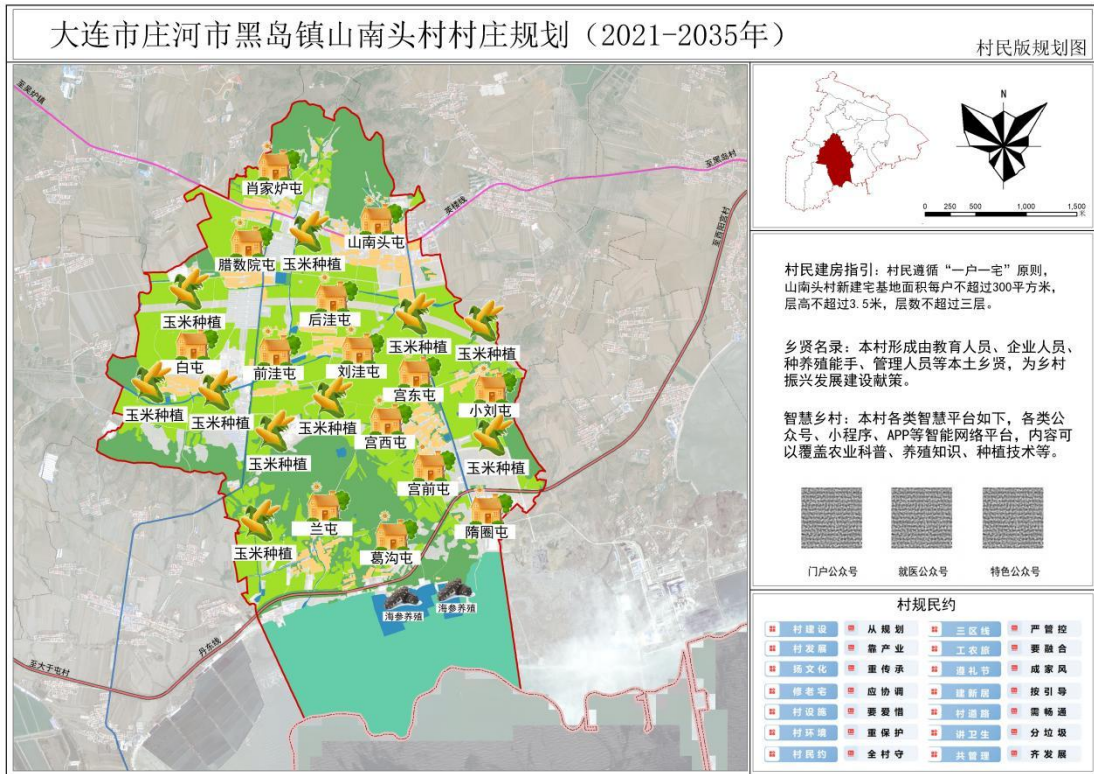 大连市庄河市黑岛镇山南头村村庄规划（2021-2035年）
村民版规划图
至吴炉镇
至黑岛村
英楼线
至西阳宫村
肖家炉屯
山南头屯
腊数院屯
玉米种植
玉米种植
后洼屯
玉米种植
玉米种植
白屯
前洼屯
刘洼屯
宫东屯
小刘屯
玉米种植
玉米种植
玉米种植
宫西屯
玉米种植
玉米种植
宫前屯
兰屯
隋圈屯
玉米种植
葛沟屯
海参养殖
海参养殖
丹东线
至大于屯村
N
0 250 500 1,000 1,500
米
村民建房指引：村民遵循“一户一宅”原则，
山南头村新建宅基地面积每户不超过300平方米，
层高不超过3.5米，层数不超过三层。
乡贤名录：本村形成由教育人员、企业人员、
种养殖能手、管理人员等本土乡贤，为乡村
振兴发展建设献策。
智慧乡村：本村各类智慧平台如下，各类公
众号、小程序、APP等智能网络平台，内容可
以覆盖农业科普、养殖知识、种植技术等。
门户公众号 就医公众号 特色公众号
村规民约
村建设 从规划 三区线 严管控
村发展 靠产业 工农旅 要融合
扬文化 重传承 遵礼节 成家风
修老宅 应协调 建新居 按引导
村设施 要爱惜 村道路 需畅通
村环境 重保护 讲卫生 分垃圾
村民约 全村守 共管理 齐发展